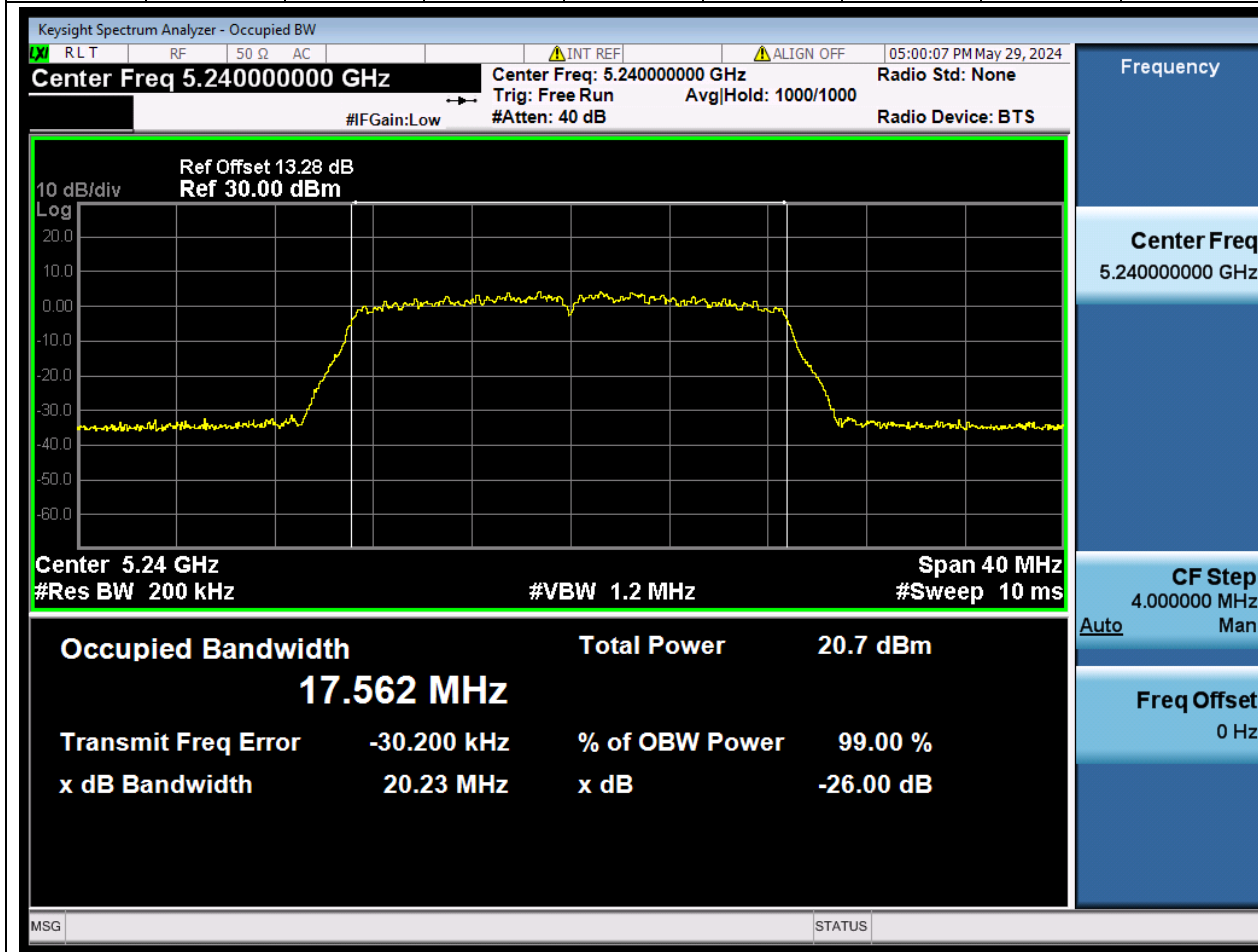 Keysight Spectrum Analyzer - Occupied BW
LXI RLT RF 50 Ω AC INT REF ALIGN OFF 05:00:07 PM May 29, 2024
Center Freq 5.240000000 GHz
Center Freq: 5.240000000 GHz Radio Std: None
Trig: Free Run Avg|Hold: 1000/1000
#IFGain:Low #Atten: 40 dB Radio Device: BTS
Frequency
Ref Offset 13.28 dB
10 dB/div Ref 30.00 dBm
Log
20.0
10.0
0.00
-10.0
-20.0
-30.0
-40.0
-50.0
-60.0
Center 5.24 GHz Span 40 MHz
#Res BW 200 kHz #VBW 1.2 MHz #Sweep 10 ms
Occupied Bandwidth Total Power 20.7 dBm
17.562 MHz
Transmit Freq Error -30.200 kHz % of OBW Power 99.00 %
x dB Bandwidth 20.23 MHz x dB -26.00 dB
Center Freq
5.240000000 GHz
CF Step
4.000000 MHz
Auto Man
Freq Offset
0 Hz
MSG STATUS